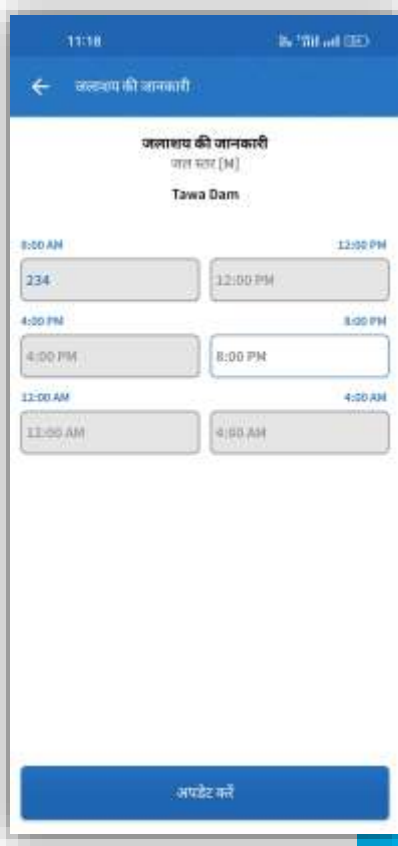 11:18
जलाशय की जानकारी
जलाशय की जानकारी
जल स्तर [M]
Tawa Dam
8:00 AM 12:00 PM
234 12:00 PM
4:00 PM 8:00 PM
4:00 PM 8:00 PM
12:00 AM 4:00 AM
12:00 AM 4:00 AM
अपडेट करें